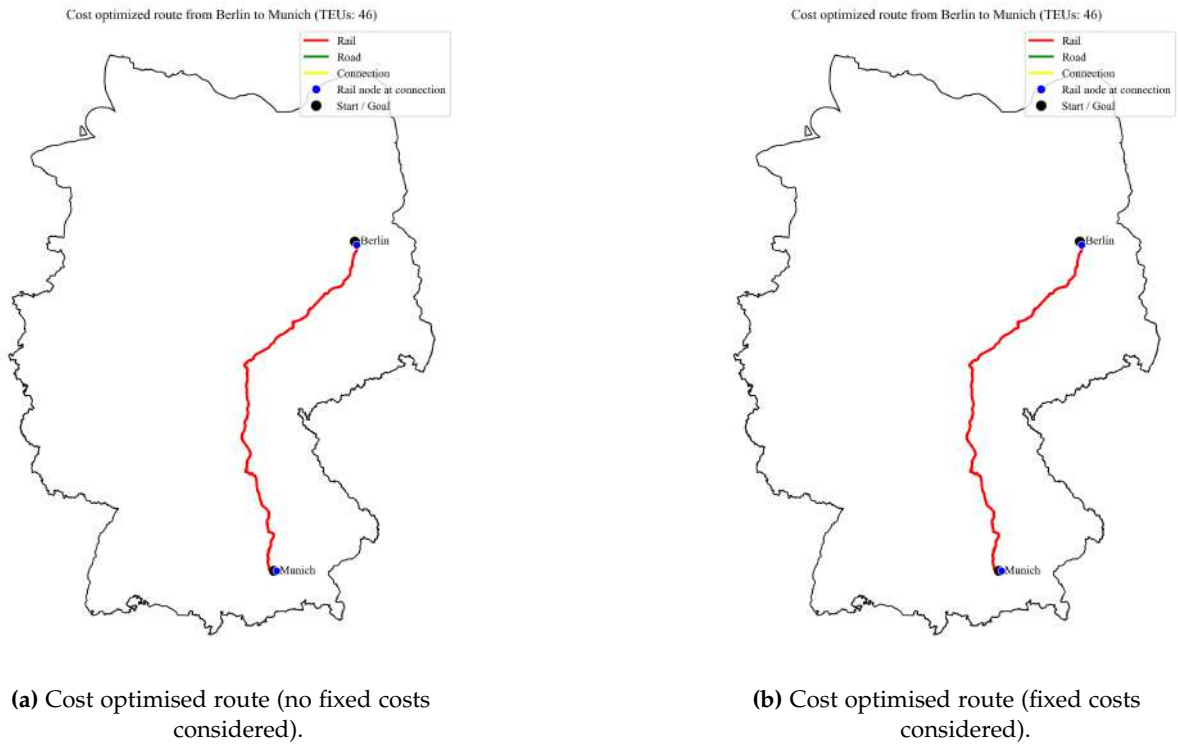 Cost optimized route from Berlin to Munich (TEUs: 46)
Rail
Road
Connection
Rail node at connection
Start / Goal
Berlin
Munich
(a) Cost optimised route (no fixed costs
considered).
Cost optimized route from Berlin to Munich (TEUs: 46)
Rail
Road
Connection
Rail node at connection
Start / Goal
Berlin
Munich
(b) Cost optimised route (fixed costs
considered).